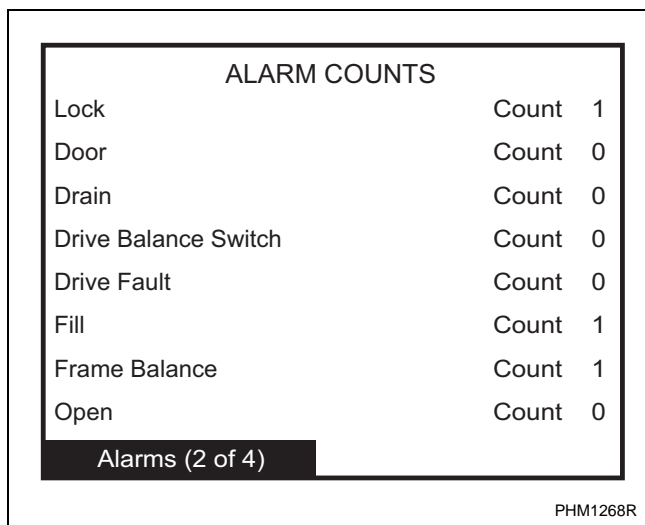 ALARM COUNTS
Lock Count 1
Door Count 0
Drain Count 0
Drive Balance Switch Count 0
Drive Fault Count 0
Fill Count 1
Frame Balance Count 1
Open Count 0
Alarms (2 of 4)
PHM1268R